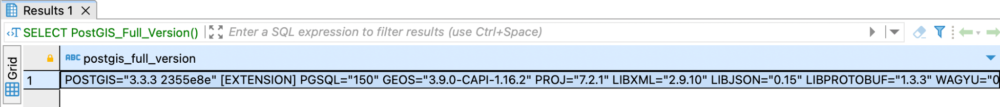 Results 1
SELECT PostGIS_Full_Version() Enter a SQL expression to filter results (use Ctrl+Space)
Grid
ABC postgis_full_version
1 POSTGIS="3.3.3 2355e8e" [EXTENSION] PGSQL="150" GEOS="3.9.0-CAPI-1.16.2" PROJ="7.2.1" LIBXML="2.9.10" LIBJSON="0.15" LIBPROTOBUF="1.3.3" WAGYU="0